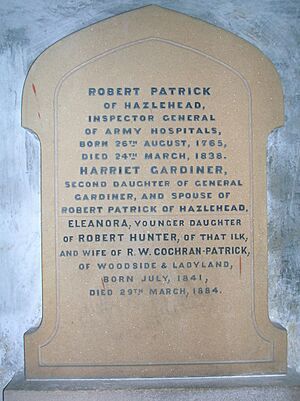 ROBERT PATRICK
OF HAZLEHEAD,
INSPECTOR GENERAL
OF ARMY HOSPITALS,
BORN 26TH AUGUST, 1765,
DIED 24TH MARCH, 1838.
HARRIET GARDINER,
SECOND DAUGHTER OF GENERAL
GARDINER, AND SPOUSE OF
ROBERT PATRICK OF HAZLEHEAD.
ELEANORA, YOUNGER DAUGHTER
OF ROBERT HUNTER, OF THAT ILK,
AND WIFE OF R. W. COCHRAN-PATRICK,
OF WOODSIDE & LADYLAND,
BORN JULY, 1841,
DIED 29TH MARCH, 1884.